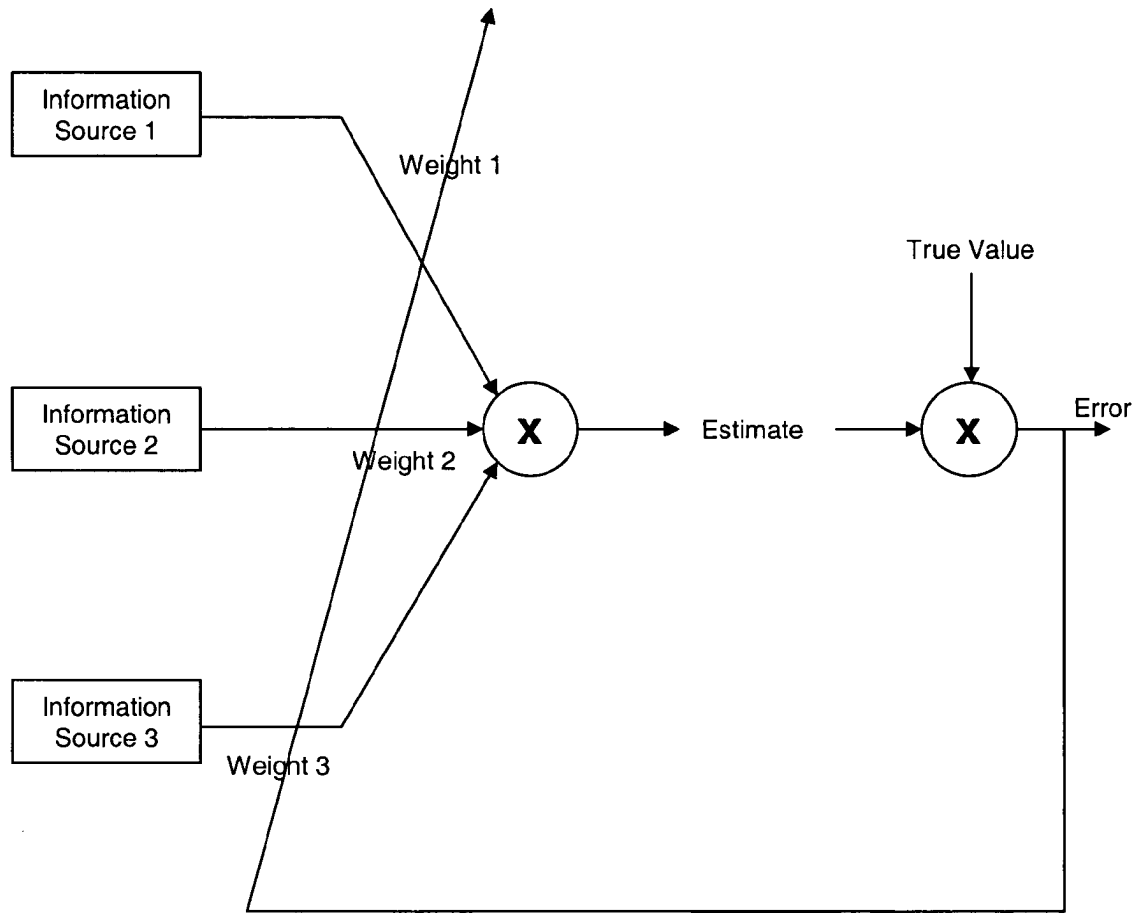 Information
Source 1
Weight 1
True Value
Information
Source 2
Weight 2
X
Estimate
X
Error
Information
Source 3
Weight 3